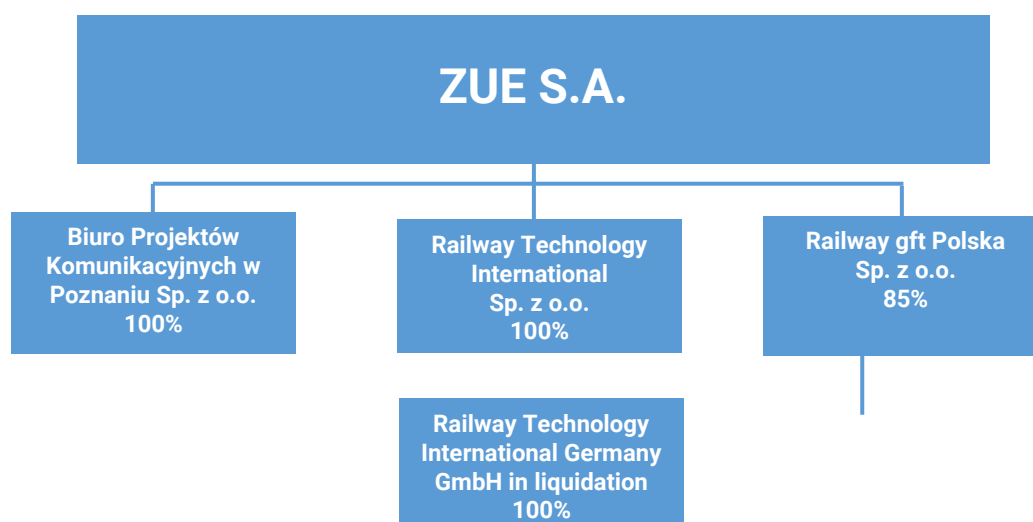 ZUE S.A.
Biuro Projektów
Komunikacyjnych w
Poznaniu Sp. z o.o.
100%
Railway Technology
International
Sp. z o.o.
100%
Railway gft Polska
Sp. z o.o.
85%
Railway Technology
International Germany
GmbH in liquidation
100%